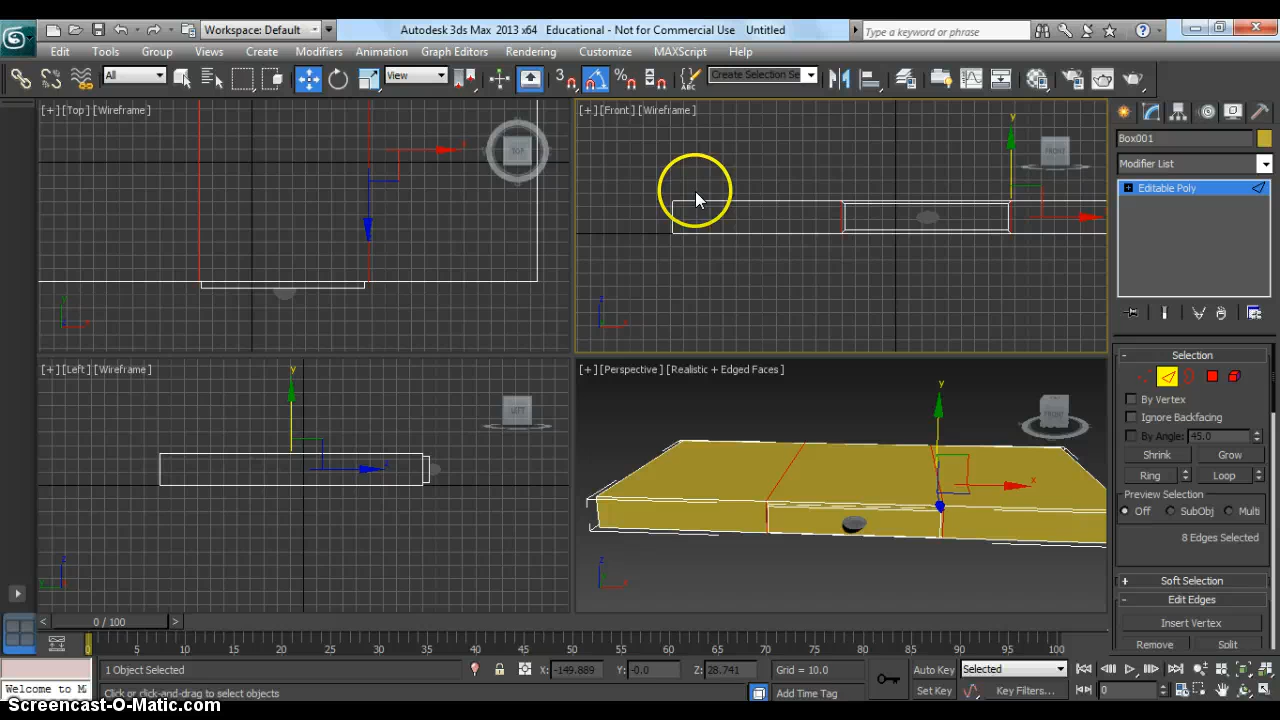 Workspace: Default
Autodesk 3ds Max 2013 x64 Educational - Not for Commercial Use Untitled
Type a keyword or phrase
Edit Tools Group Views Create Modifiers Animation Graph Editors Rendering Customize MAXScript Help
All View 3 Create Selection Se
[+] [Top] [Wireframe] TOP
[+] [Front] [Wireframe] FRONT
Box001
Modifier List
Editable Poly
[+] [Left] [Wireframe] LEFT
[+] [Perspective] [Realistic + Edged Faces] FRONT
Selection
By Vertex
Ignore Backfacing
By Angle: 45.0
Shrink Grow
Ring Loop
Preview Selection
Off SubObj Multi
8 Edges Selected
Soft Selection
Edit Edges
Insert Vertex
Remove Split
0 / 100
0 5 10 15 20 25 30 35 40 45 50 55 60 65 70 75 80 85 90 95 100
1 Object Selected X: -149.889 Y: -0.0 Z: 28.741 Grid = 10.0 Auto Key Selected
Welcome to Click or click-and-drag to select objects Add Time Tag Set Key Key Filters... 0
Screencast-O-Matic.com